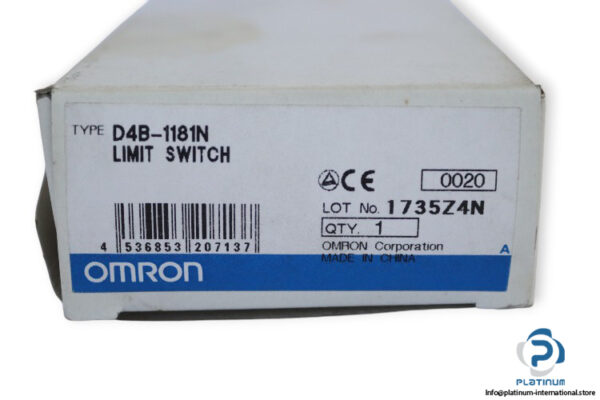 TYPE D4B-1181N
LIMIT SWITCH
CE 0020
LOT No. 1735Z4N
QTY. 1
4 536853 207137
OMRON Corporation
MADE IN CHINA
A
OMRON
P
PLATINUM
Info@platinum-international.store